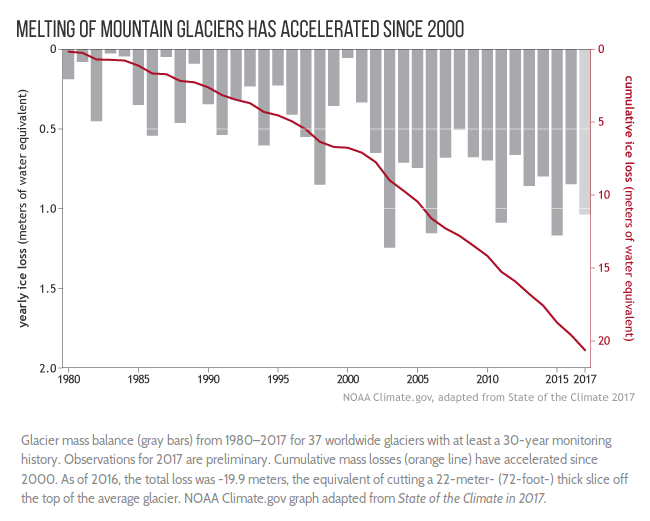 MELTING OF MOUNTAIN GLACIERS HAS ACCELERATED SINCE 2000
yearly ice loss (meters of water equivalent)
0
0.5
1.0
1.5
2.0
0
5
10
15
20
cumulative ice loss (meters of water equivalent)
1980 1985 1990 1995 2000 2005 2010 2015 2017
NOAA Climate.gov, adapted from State of the Climate 2017
Glacier mass balance (gray bars) from 1980–2017 for 37 worldwide glaciers with at least a 30-year monitoring
history. Observations for 2017 are preliminary. Cumulative mass losses (orange line) have accelerated since
2000. As of 2016, the total loss was -19.9 meters, the equivalent of cutting a 22-meter- (72-foot-) thick slice off
the top of the average glacier. NOAA Climate.gov graph adapted from State of the Climate in 2017.